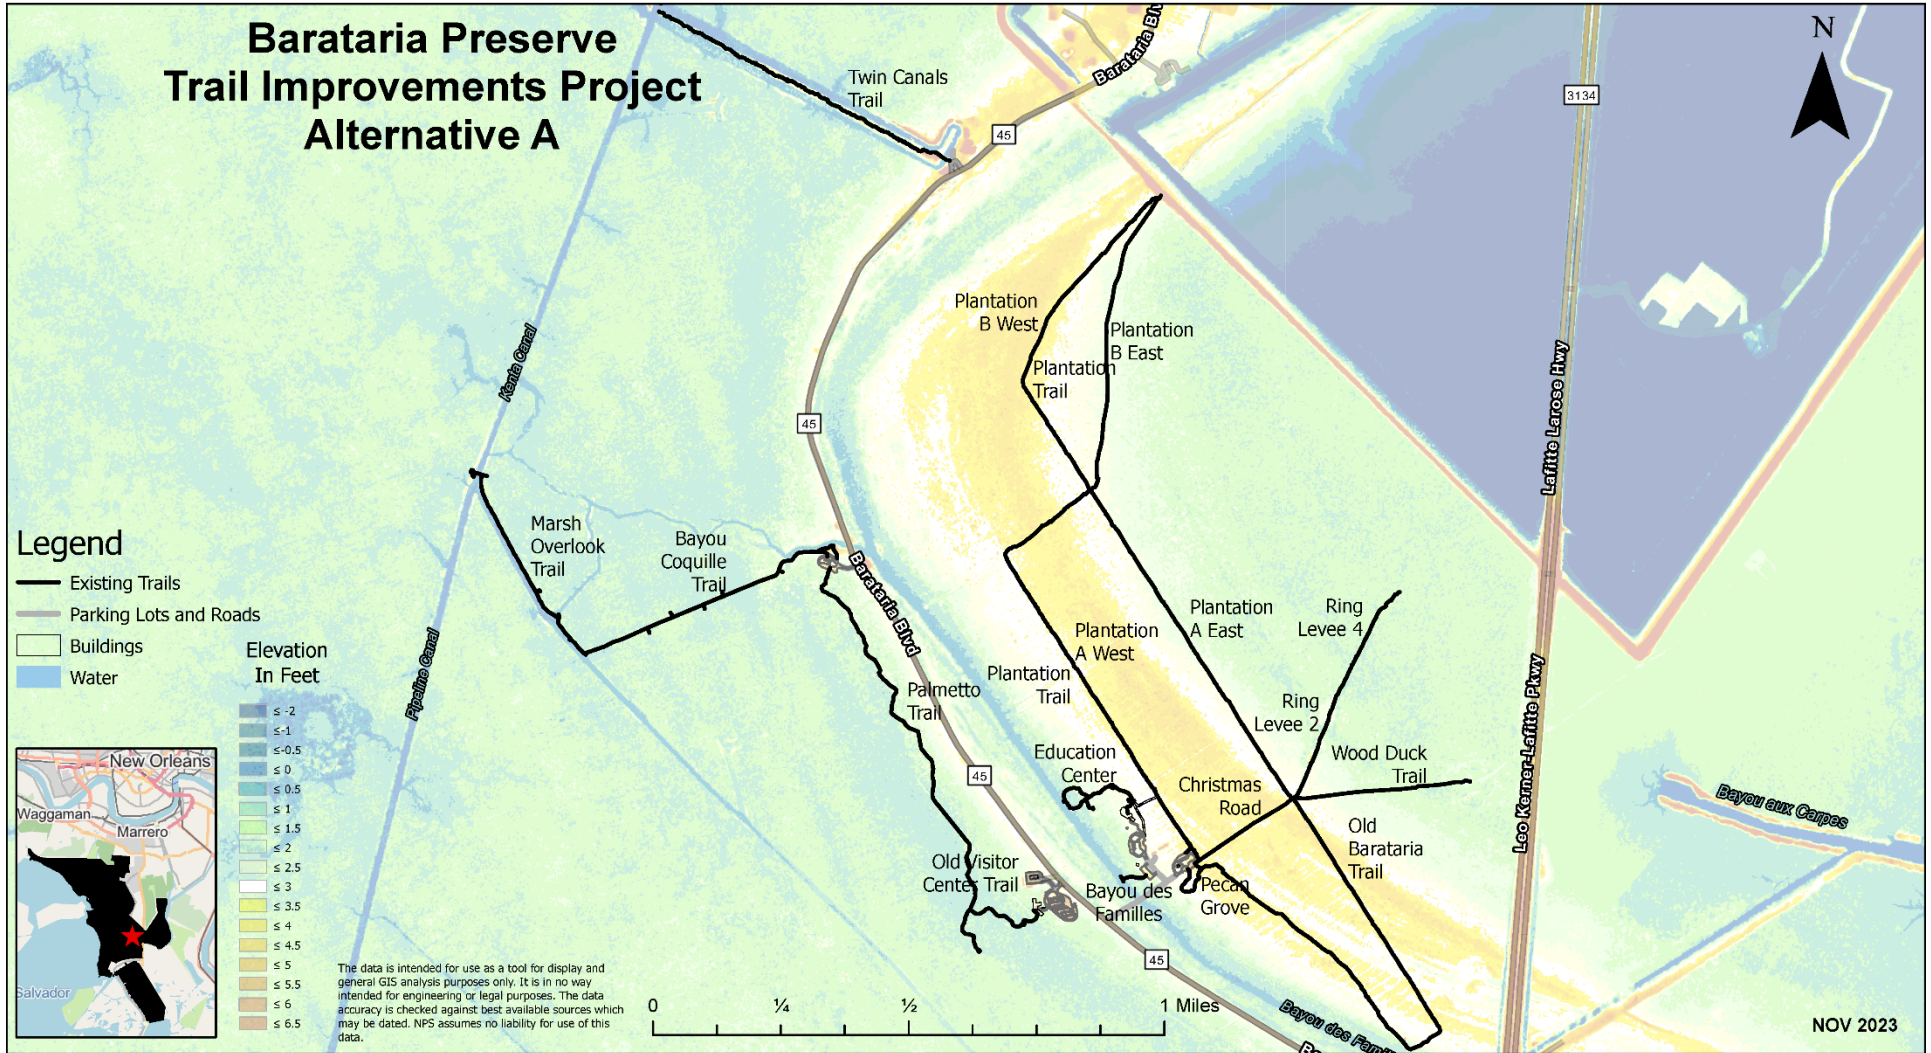 Barataria Preserve
Trail Improvements Project
Alternative A
N
Twin Canals
Trail
Barataria Blv
45
3134
Plantation
B West
Plantation
B East
Plantation
Trail
Kenta Canal
45
Lafitte Larose Hwy
Marsh
Overlook
Trail
Bayou
Coquille
Trail
Barataria Blvd
Plantation
A East
Ring
Levee 4
Plantation
A West
Plantation
Trail
Pipeline Canal
Palmetto
Trail
Ring
Levee 2
Leo Kerner-Lafitte Pkwy
Education
Center
Christmas
Road
Wood Duck
Trail
45
Bayou aux Carpes
Old
Barataria
Trail
Old Visitor
Center Trail
Bayou des
Familles
Pecan
Grove
45
Bayou des Famil
Ba
Legend
Existing Trails
Parking Lots and Roads
Buildings
Water
Elevation
In Feet
≤ -2
≤-1
≤-0.5
≤ 0
≤ 0.5
≤ 1
≤ 1.5
≤ 2
≤ 2.5
≤ 3
≤ 3.5
≤ 4
≤ 4.5
≤ 5
≤ 5.5
≤ 6
≤ 6.5
New Orleans
Waggaman
Marrero
Salvador
The data is intended for use as a tool for display and
general GIS analysis purposes only. It is in no way
intended for engineering or legal purposes. The data
accuracy is checked against best available sources which
may be dated. NPS assumes no liability for use of this
data.
0 ¼ ½ 1 Miles
NOV 2023